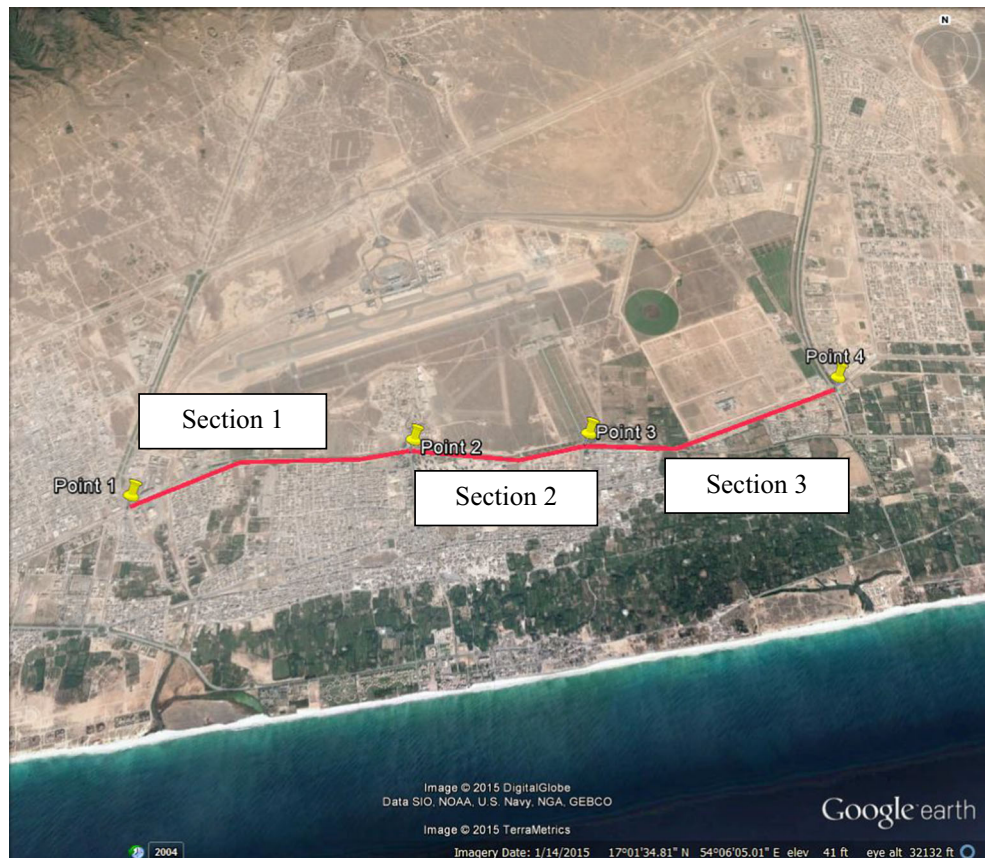 N
Point 4
Section 1
Point 3
Point 2
Point 1
Section 2
Section 3
Image © 2015 DigitalGlobe
Data SIO, NOAA, U.S. Navy, NGA, GEBCO
Image © 2015 TerraMetrics
Google earth
2004
Imagery Date: 1/14/2015 17°01'34.81" N 54°06'05.01" E elev 41 ft eye alt 32132 ft